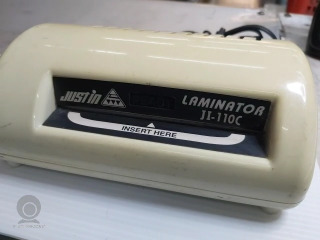 JUSTin
LAMINATOR
JI-110C
INSERT HERE